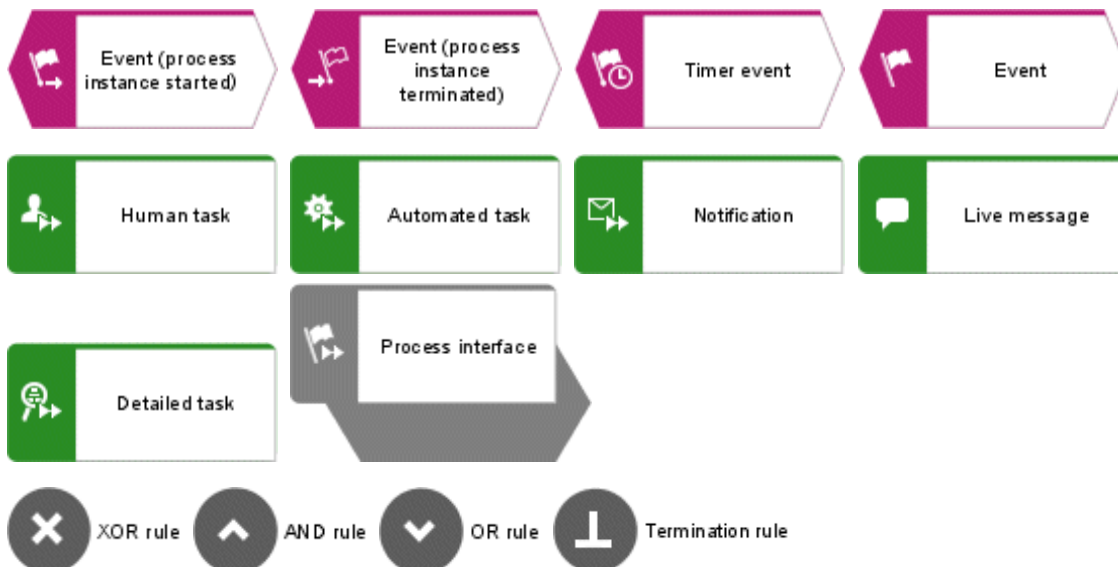 Event (process
instance started)
Event (process
instance
terminated)
Timer event
Event
Human task
Automated task
Notification
Live message
Process interface
Detailed task
XOR rule
AND rule
OR rule
Termination rule